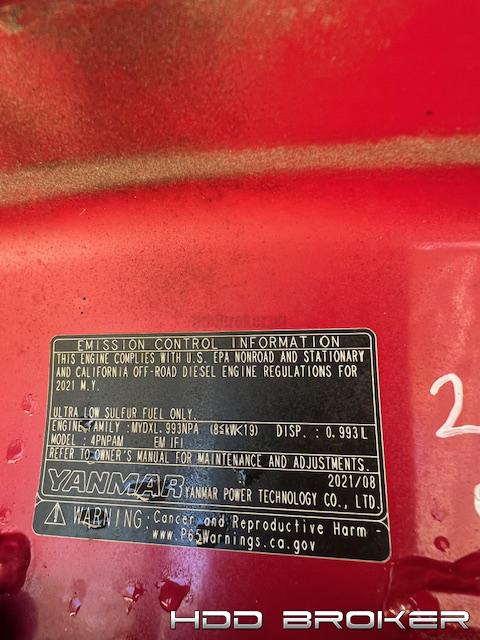 EMISSION CONTROL INFORMATION
THIS ENGINE COMPLIES WITH U.S. EPA NONROAD AND STATIONARY
AND CALIFORNIA OFF-ROAD DIESEL ENGINE REGULATIONS FOR
2021 M.Y.
ULTRA LOW SULFUR FUEL ONLY.
ENGINE FAMILY : MYDXL.993NPA (8≤kW<19) DISP. : 0.993L
MODEL : 4PNPAM EM IFI
REFER TO OWNER'S MANUAL FOR MAINTENANCE AND ADJUSTMENTS.
2021/08
YANMAR YANMAR POWER TECHNOLOGY CO., LTD.
⚠ WARNING: Cancer and Reproductive Harm -
www.P65Warnings.ca.gov
2
HDD BROKER